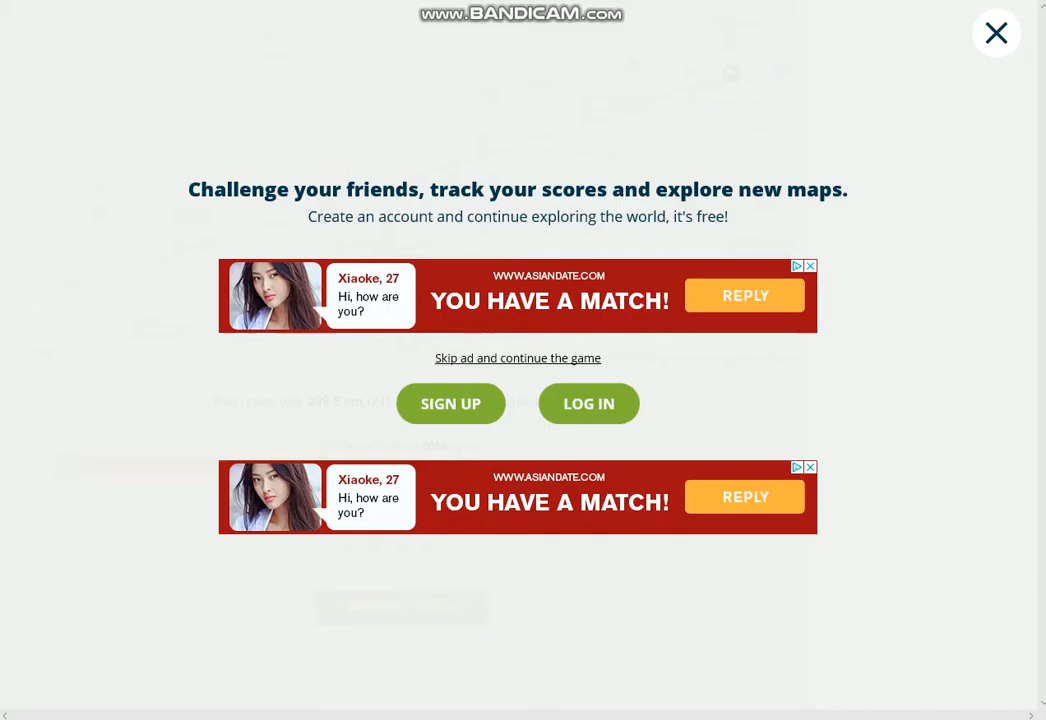 www.BANDICAM.com
Challenge your friends, track your scores and explore new maps.
Create an account and continue exploring the world, it's free!
Xiaoke, 27
Hi, how are
you?
WWW.ASIANDATE.COM
YOU HAVE A MATCH!
REPLY
Skip ad and continue the game
SIGN UP
LOG IN
Xiaoke, 27
Hi, how are
you?
WWW.ASIANDATE.COM
YOU HAVE A MATCH!
REPLY